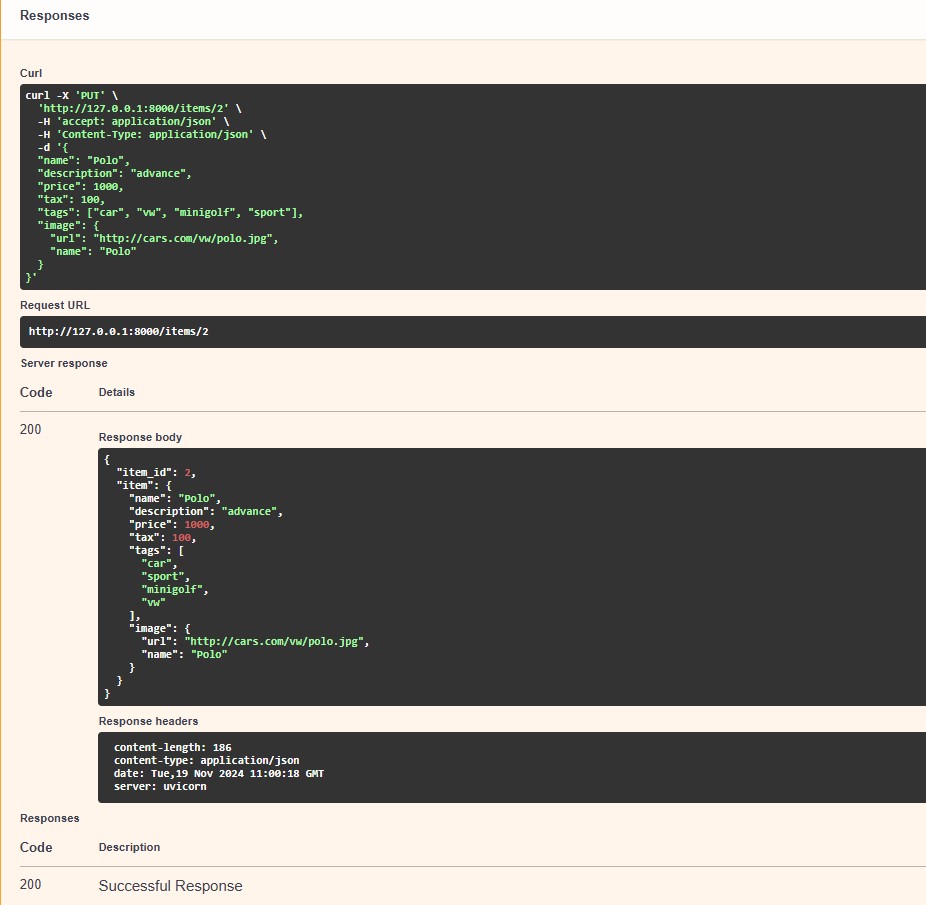 Responses
Curl
curl -X 'PUT' \
  'http://127.0.0.1:8000/items/2' \
  -H 'accept: application/json' \
  -H 'Content-Type: application/json' \
  -d '{
  "name": "Polo",
  "description": "advance",
  "price": 1000,
  "tax": 100,
  "tags": ["car", "vw", "minigolf", "sport"],
  "image": {
    "url": "http://cars.com/vw/polo.jpg",
    "name": "Polo"
  }
}'
Request URL
http://127.0.0.1:8000/items/2
Server response
Code Details
200
Response body
{
  "item_id": 2,
  "item": {
    "name": "Polo",
    "description": "advance",
    "price": 1000,
    "tax": 100,
    "tags": [
      "car",
      "sport",
      "minigolf",
      "vw"
    ],
    "image": {
      "url": "http://cars.com/vw/polo.jpg",
      "name": "Polo"
    }
  }
}
Response headers
content-length: 186
content-type: application/json
date: Tue,19 Nov 2024 11:00:18 GMT
server: uvicorn
Responses
Code Description
200 Successful Response